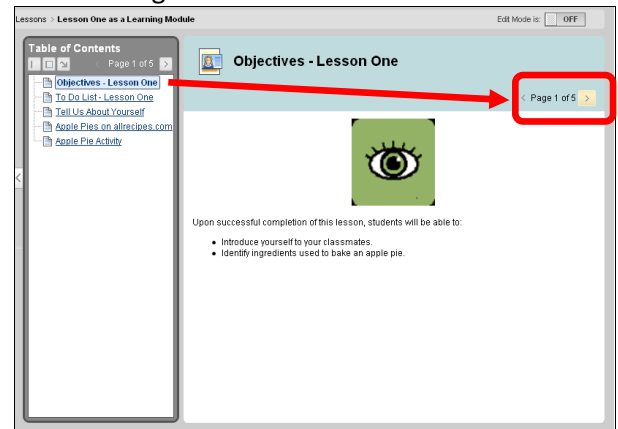 Lessons > Lesson One as a Learning Module
Edit Mode is: OFF
Table of Contents
Page 1 of 5 >
Objectives - Lesson One
To Do List - Lesson One
Tell Us About Yourself
Apple Pies on allrecipes.com
Apple Pie Activity
Objectives - Lesson One
< Page 1 of 5 >
Upon successful completion of this lesson, students will be able to:
• Introduce yourself to your classmates.
• Identify ingredients used to bake an apple pie.